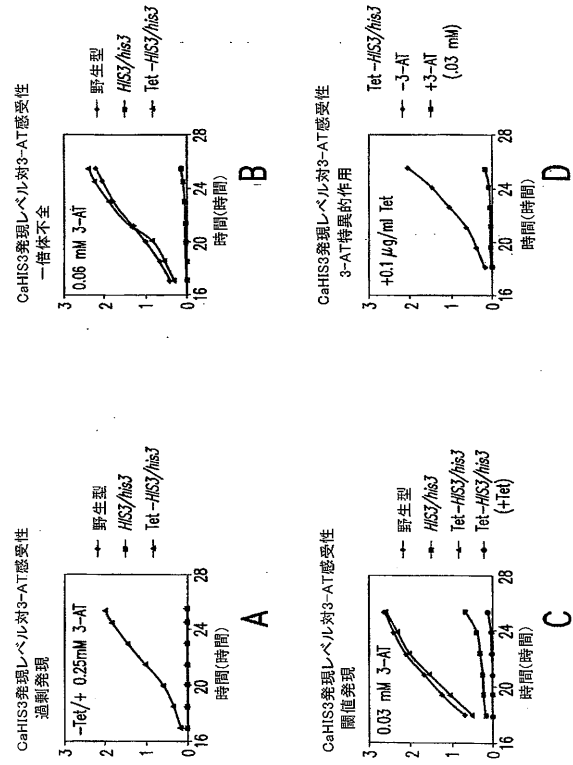 CaHIS3発現レベル対3-AT感受性
過剰発現
3
2
1
0
-Tet/+ 0.25mM 3-AT
16 20 24 28
時間(時間)
野生型
HIS3/his3
Tet-HIS3/his3
A
CaHIS3発現レベル対3-AT感受性
一倍体不全
3
2
1
0
0.06 mM 3-AT
16 20 24 28
時間(時間)
野生型
HIS3/his3
Tet-HIS3/his3
B
CaHIS3発現レベル対3-AT感受性
閾値発現
3
2
1
0
0.03 mM 3-AT
16 20 24 28
時間(時間)
野生型
HIS3/his3
Tet-HIS3/his3
Tet-HIS3/his3
(+Tet)
C
CaHIS3発現レベル対3-AT感受性
3-AT特異的作用
3
2
1
0
+0.1 μg/ml Tet
16 20 24 28
時間(時間)
Tet-HIS3/his3
-3-AT
+3-AT
(.03 mM)
D